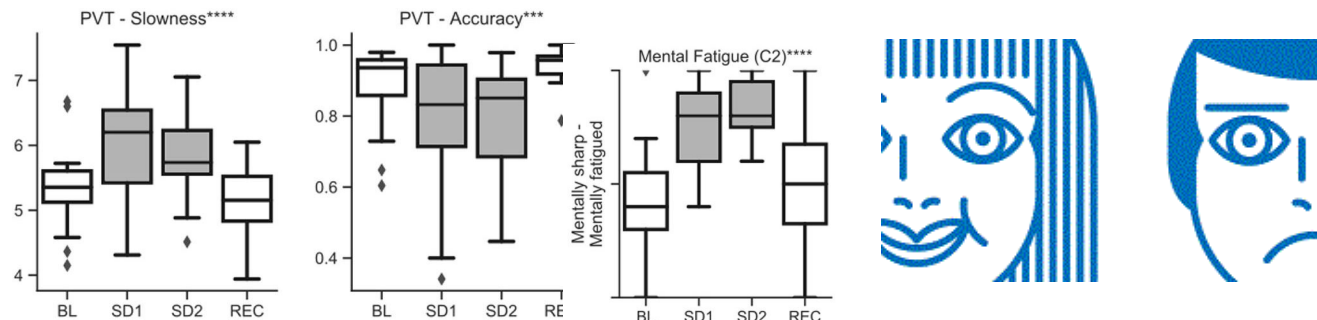 PVT - Slowness****
7
6
5
4
BL SD1 SD2 REC
PVT - Accuracy***
1.0
0.8
0.6
0.4
BL SD1 SD2 RE
Mental Fatigue (C2)****
Mentally sharp -
Mentally fatigued
BL SD1 SD2 REC